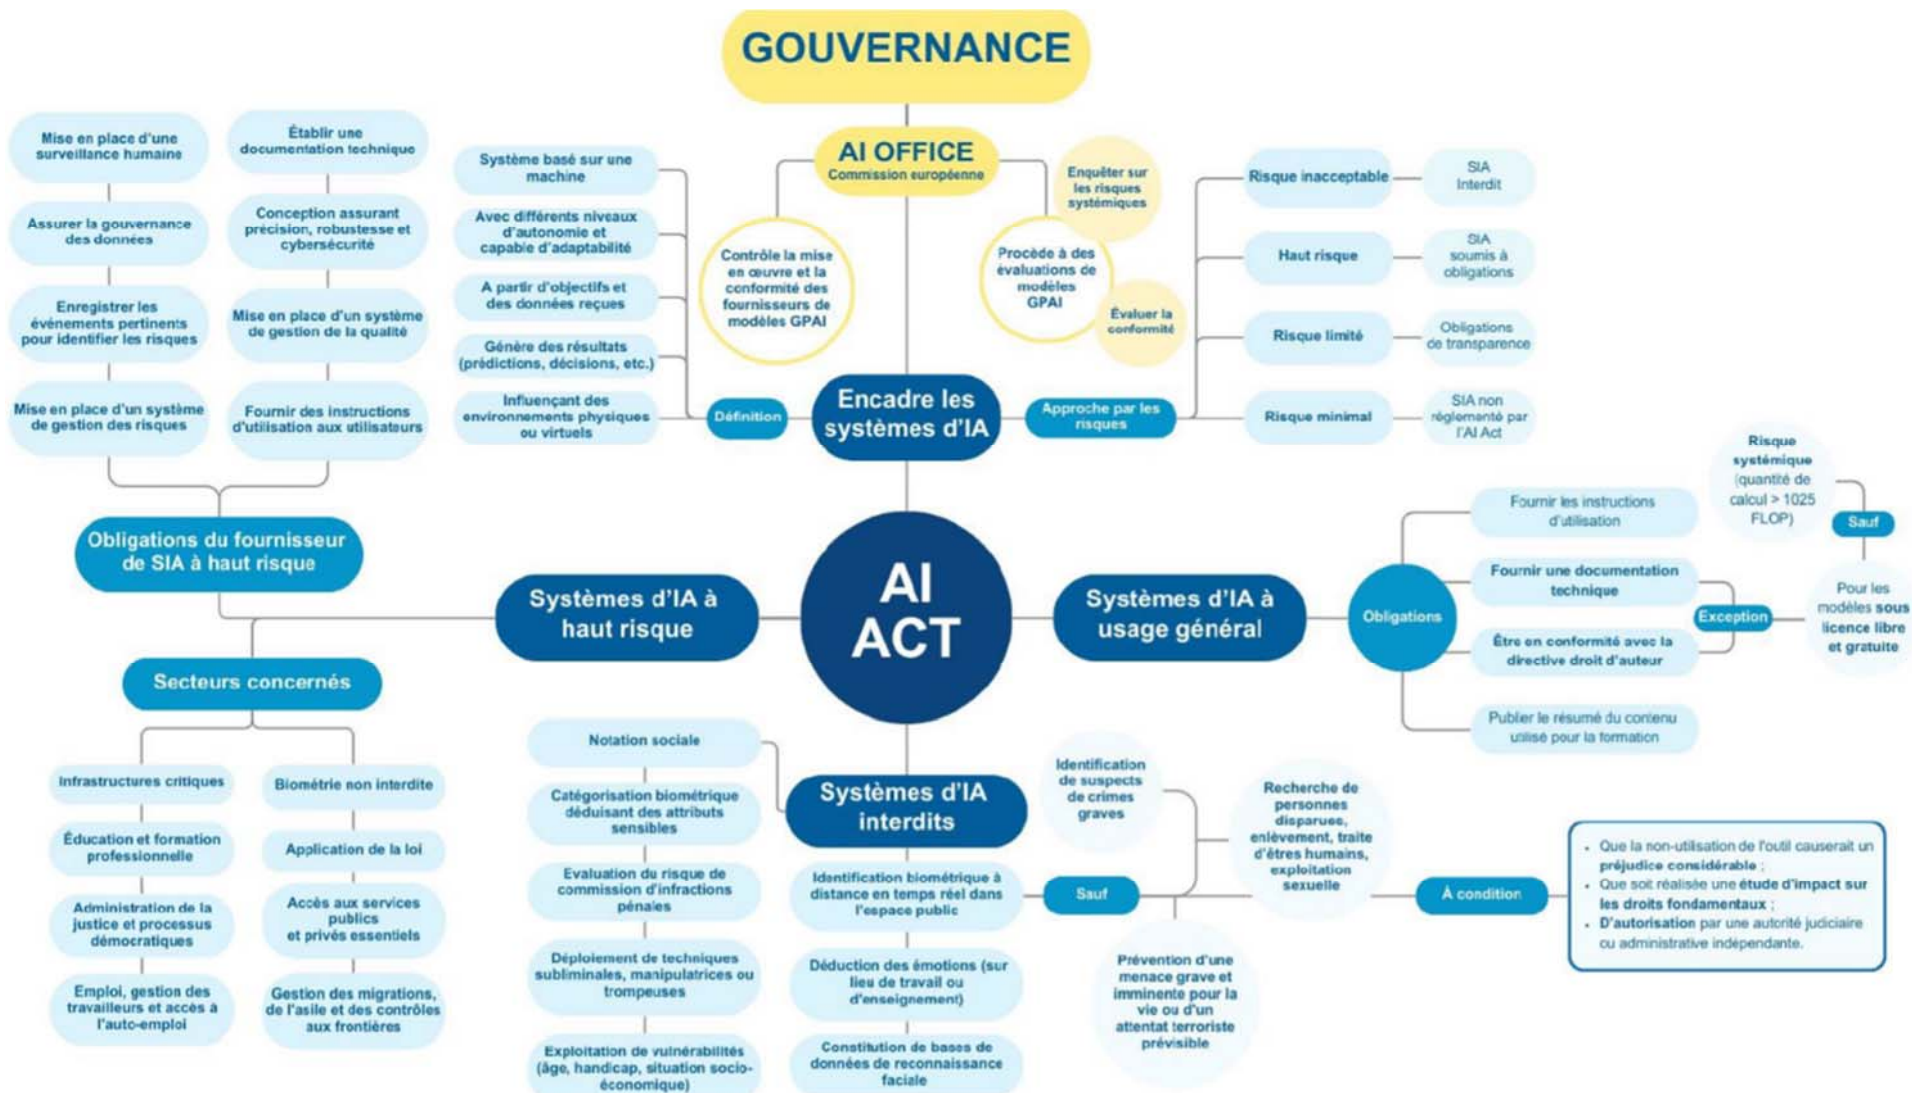 GOUVERNANCE
AI OFFICE
Commission européenne
Contrôle la mise
en œuvre et la
conformité des
fournisseurs de
modèles GPAI
Procède à des
évaluations de
modèles
GPAI
Enquêter sur
les risques
systémiques
Évaluer la
conformité
Mise en place d'une
surveillance humaine
Assurer la gouvernance
des données
Enregistrer les
événements pertinents
pour identifier les risques
Mise en place d'un système
de gestion des risques
Établir une
documentation technique
Conception assurant
précision, robustesse et
cybersécurité
Mise en place d'un système
de gestion de la qualité
Fournir des instructions
d'utilisation aux utilisateurs
Obligations du fournisseur
de SIA à haut risque
Système basé sur une
machine
Avec différents niveaux
d'autonomie et
capable d'adaptabilité
A partir d'objectifs et
des données reçues
Génère des résultats
(prédictions, décisions, etc.)
Influençant des
environnements physiques
ou virtuels
Définition
Encadre les
systèmes d'IA
Approche par les
risques
Risque inacceptable
SIA
Interdit
Haut risque
SIA
soumis à
obligations
Risque limité
Obligations
de transparence
Risque minimal
SIA non
réglementé par
l'AI Act
AI
ACT
Systèmes d'IA à
haut risque
Secteurs concernés
Infrastructures critiques
Éducation et formation
professionnelle
Administration de la
justice et processus
démocratiques
Emploi, gestion des
travailleurs et accès à
l'auto-emploi
Biométrie non interdite
Application de la loi
Accès aux services
publics
et privés essentiels
Gestion des migrations,
de l'asile et des contrôles
aux frontières
Systèmes d'IA à
usage général
Obligations
Fournir les instructions
d'utilisation
Fournir une documentation
technique
Être en conformité avec la
directive droit d'auteur
Publier le résumé du contenu
utilisé pour la formation
Exception
Pour les
modèles sous
licence libre
et gratuite
Sauf
Risque
systémique
(quantité de
calcul > 1025
FLOP)
Systèmes d'IA
interdits
Notation sociale
Catégorisation biométrique
déduisant des attributs
sensibles
Evaluation du risque de
commission d'infractions
pénales
Déploiement de techniques
subliminales, manipulatrices ou
trompeuses
Exploitation de vulnérabilités
(âge, handicap, situation socio-
économique)
Identification biométrique à
distance en temps réel dans
l'espace public
Déduction des émotions (sur
lieu de travail ou
d'enseignement)
Constitution de bases de
données de reconnaissance
faciale
Sauf
Identification
de suspects
de crimes
graves
Recherche de
personnes
disparues,
enlèvement, traite
d'êtres humains,
exploitation
sexuelle
Prévention d'une
menace grave et
imminente pour la
vie ou d'un
attentat terroriste
prévisible
À condition
• Que la non-utilisation de l'outil causerait un
préjudice considérable ;
• Que soit réalisée une étude d'impact sur
les droits fondamentaux ;
• D'autorisation par une autorité judiciaire
ou administrative indépendante.